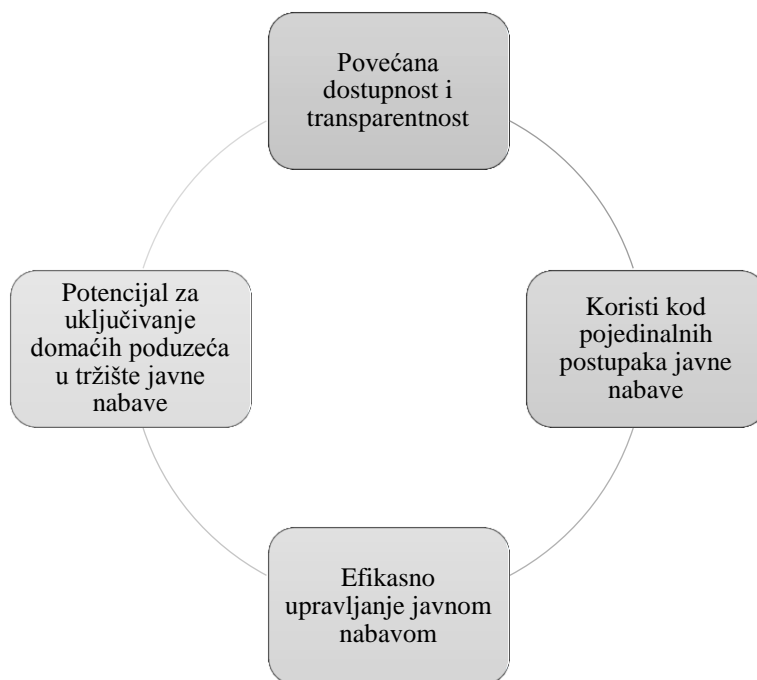 Povećana
dostupnost i
transparentnost
Koristi kod
pojedinalnih
postupaka javne
nabave
Efikasno
upravljanje javnom
nabavom
Potencijal za
uključivanje
domaćih poduzeća
u tržište javne
nabave